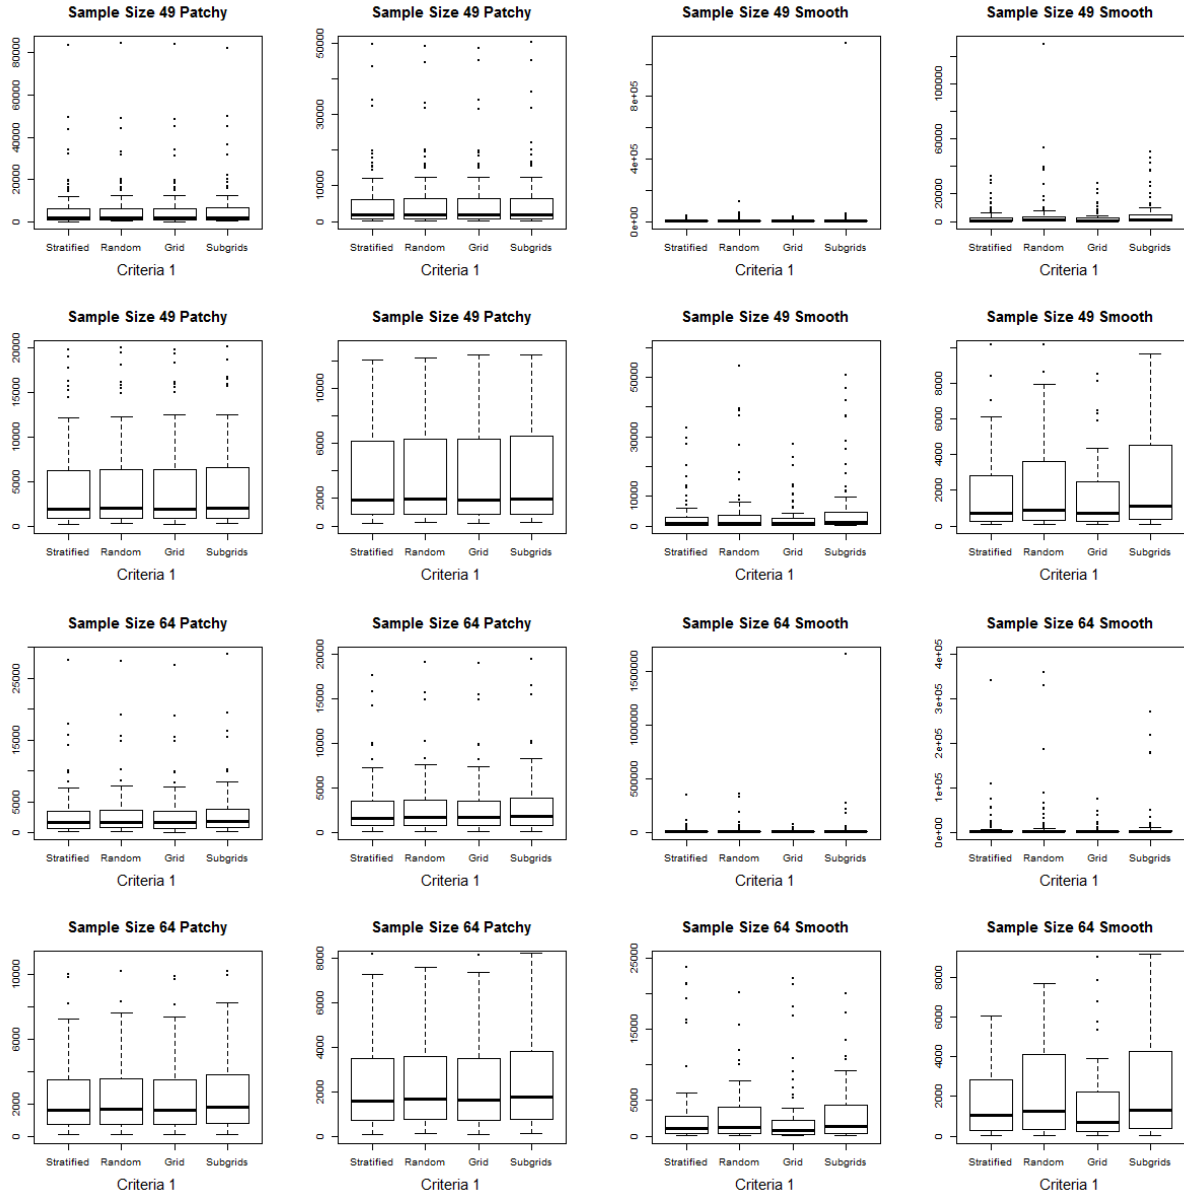 Sample Size 49 Patchy
80000
60000
40000
20000
0
Stratified Random Grid Subgrids
Criteria 1
Sample Size 49 Patchy
50000
30000
10000
0
Stratified Random Grid Subgrids
Criteria 1
Sample Size 49 Smooth
8e+05
4e+05
0e+00
Stratified Random Grid Subgrids
Criteria 1
Sample Size 49 Smooth
100000
60000
20000
0
Stratified Random Grid Subgrids
Criteria 1
Sample Size 49 Patchy
20000
15000
10000
5000
0
Stratified Random Grid Subgrids
Criteria 1
Sample Size 49 Patchy
10000
6000
2000
0
Stratified Random Grid Subgrids
Criteria 1
Sample Size 49 Smooth
50000
30000
10000
0
Stratified Random Grid Subgrids
Criteria 1
Sample Size 49 Smooth
8000
6000
4000
2000
0
Stratified Random Grid Subgrids
Criteria 1
Sample Size 64 Patchy
25000
15000
5000
0
Stratified Random Grid Subgrids
Criteria 1
Sample Size 64 Patchy
20000
15000
10000
5000
0
Stratified Random Grid Subgrids
Criteria 1
Sample Size 64 Smooth
1500000
1000000
500000
0
Stratified Random Grid Subgrids
Criteria 1
Sample Size 64 Smooth
4e+05
3e+05
2e+05
1e+05
0e+00
Stratified Random Grid Subgrids
Criteria 1
Sample Size 64 Patchy
10000
6000
2000
0
Stratified Random Grid Subgrids
Criteria 1
Sample Size 64 Patchy
8000
6000
4000
2000
0
Stratified Random Grid Subgrids
Criteria 1
Sample Size 64 Smooth
25000
15000
5000
0
Stratified Random Grid Subgrids
Criteria 1
Sample Size 64 Smooth
8000
6000
4000
2000
0
Stratified Random Grid Subgrids
Criteria 1